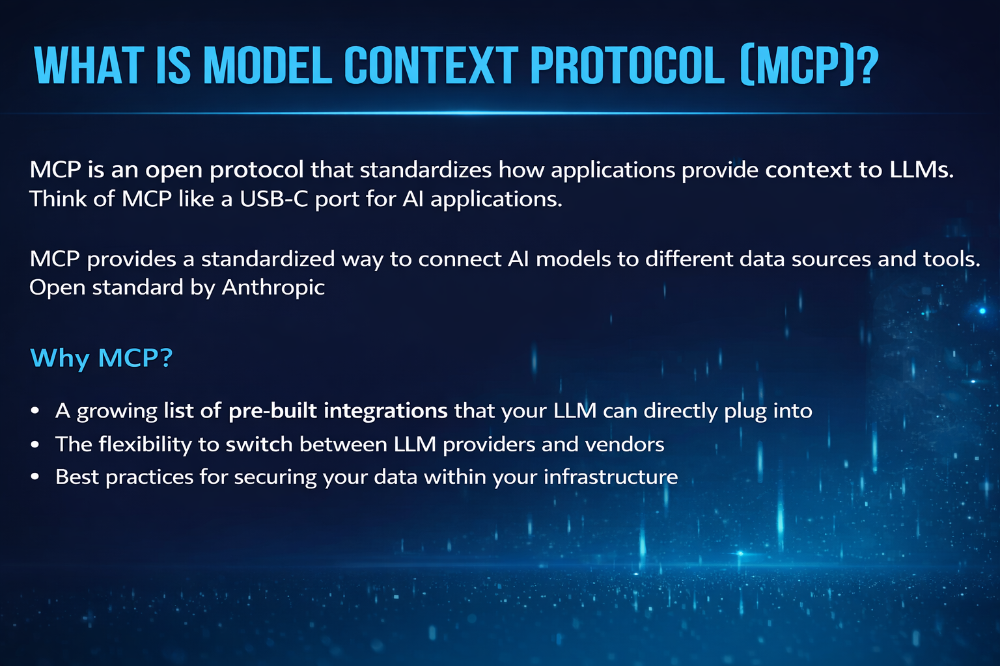 WHAT IS MODEL CONTEXT PROTOCOL (MCP)?
MCP is an open protocol that standardizes how applications provide context to LLMs.
Think of MCP like a USB-C port for AI applications.
MCP provides a standardized way to connect AI models to different data sources and tools.
Open standard by Anthropic
Why MCP?
• A growing list of pre-built integrations that your LLM can directly plug into
• The flexibility to switch between LLM providers and vendors
• Best practices for securing your data within your infrastructure